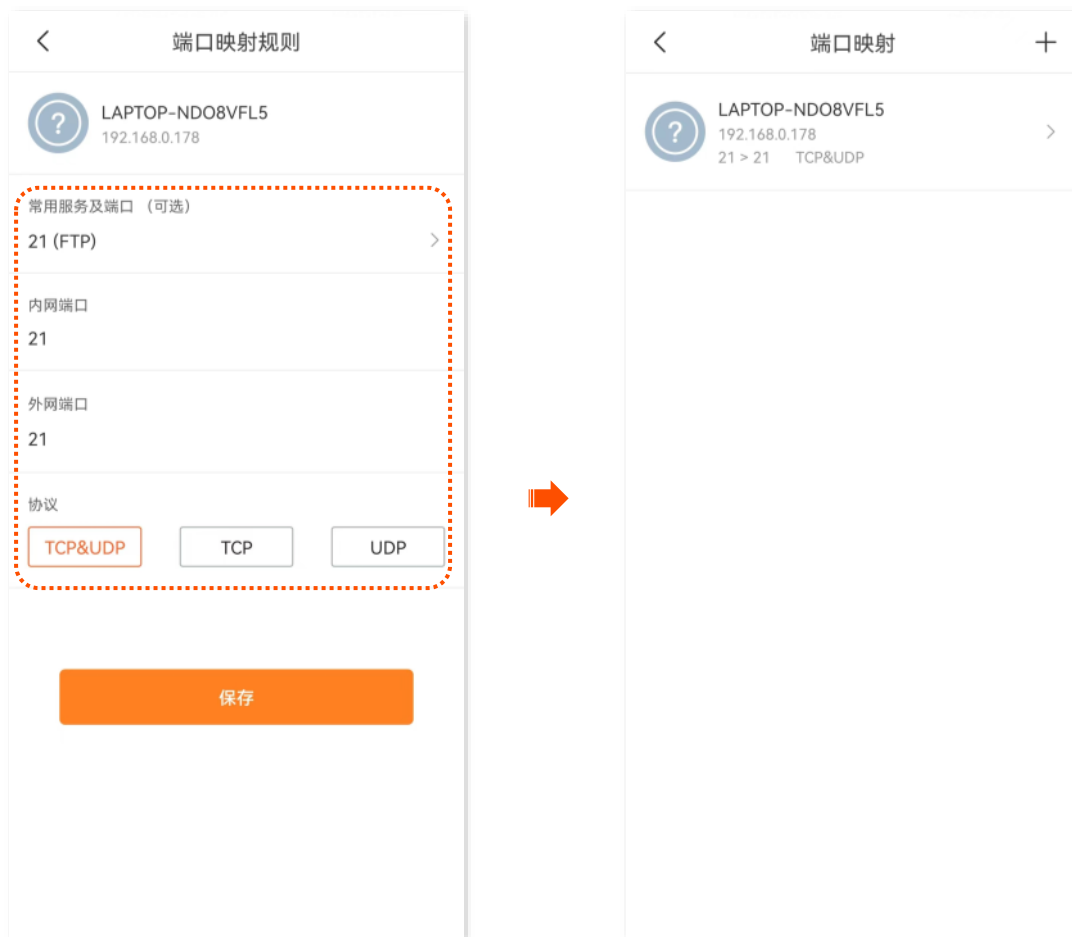 端口映射规则
?
LAPTOP-NDO8VFL5
192.168.0.178
常用服务及端口 （可选）
21 (FTP)
内网端口
21
外网端口
21
协议
TCP&UDP TCP UDP
保存
端口映射
?
LAPTOP-NDO8VFL5
192.168.0.178
21 > 21 TCP&UDP